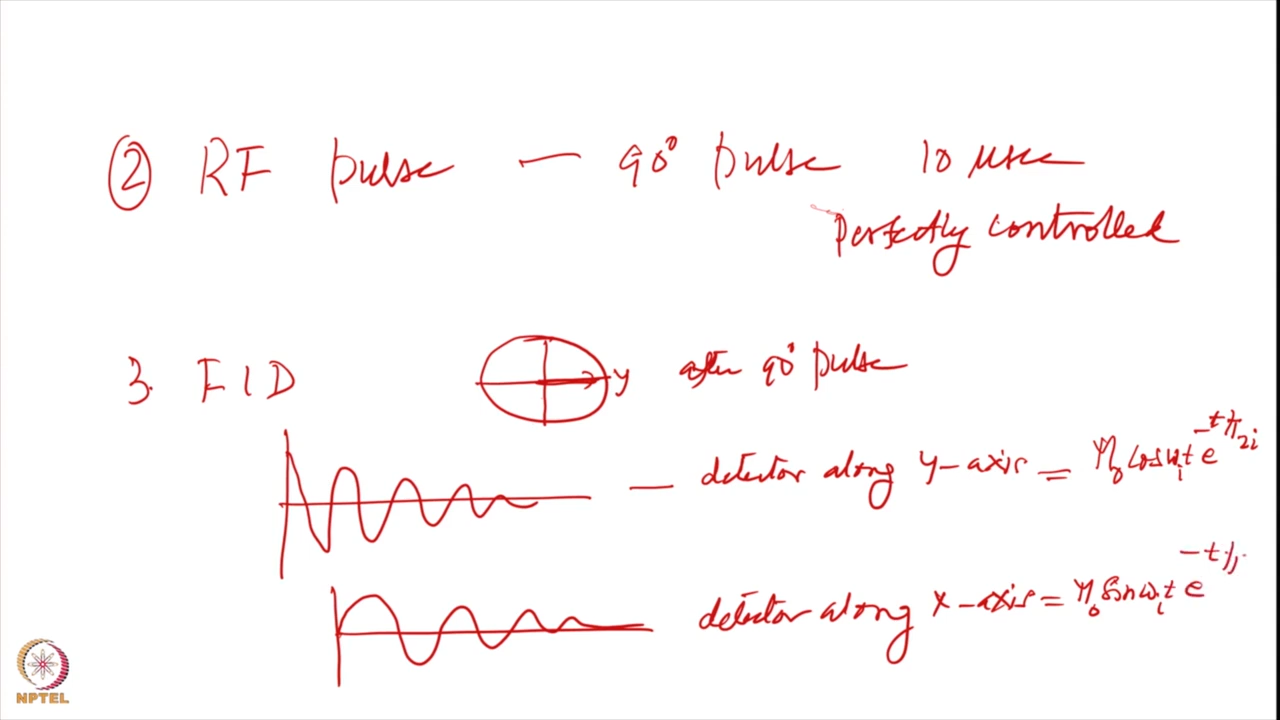 ② RF pulse — 90° pulse 10 μsec
Perfectly controlled
3. FID
y after 90° pulse
— detector along y-axis = M₀ cosωᵢt e^{-t/T₂ᵢ}
detector along x-axis = M₀ Sinωᵢt e^{-t/
NPTEL